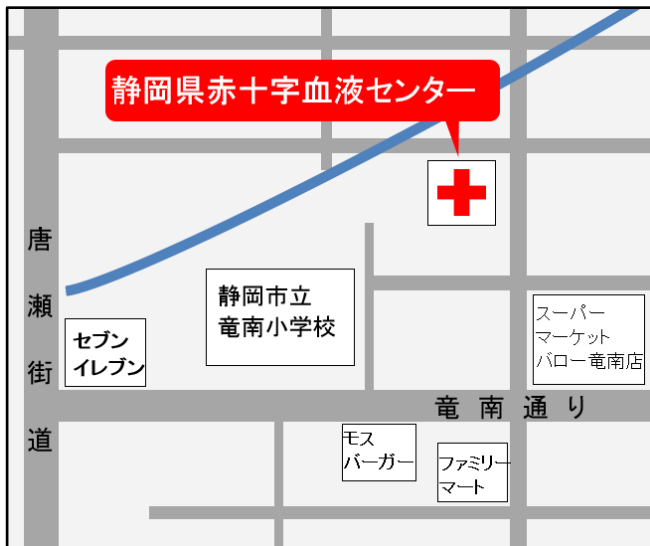 静岡県赤十字血液センター
唐瀬街道
静岡市立
竜南小学校
セブン
イレブン
スーパー
マーケット
バロー竜南店
竜南通り
モス
バーガー
ファミリー
マート